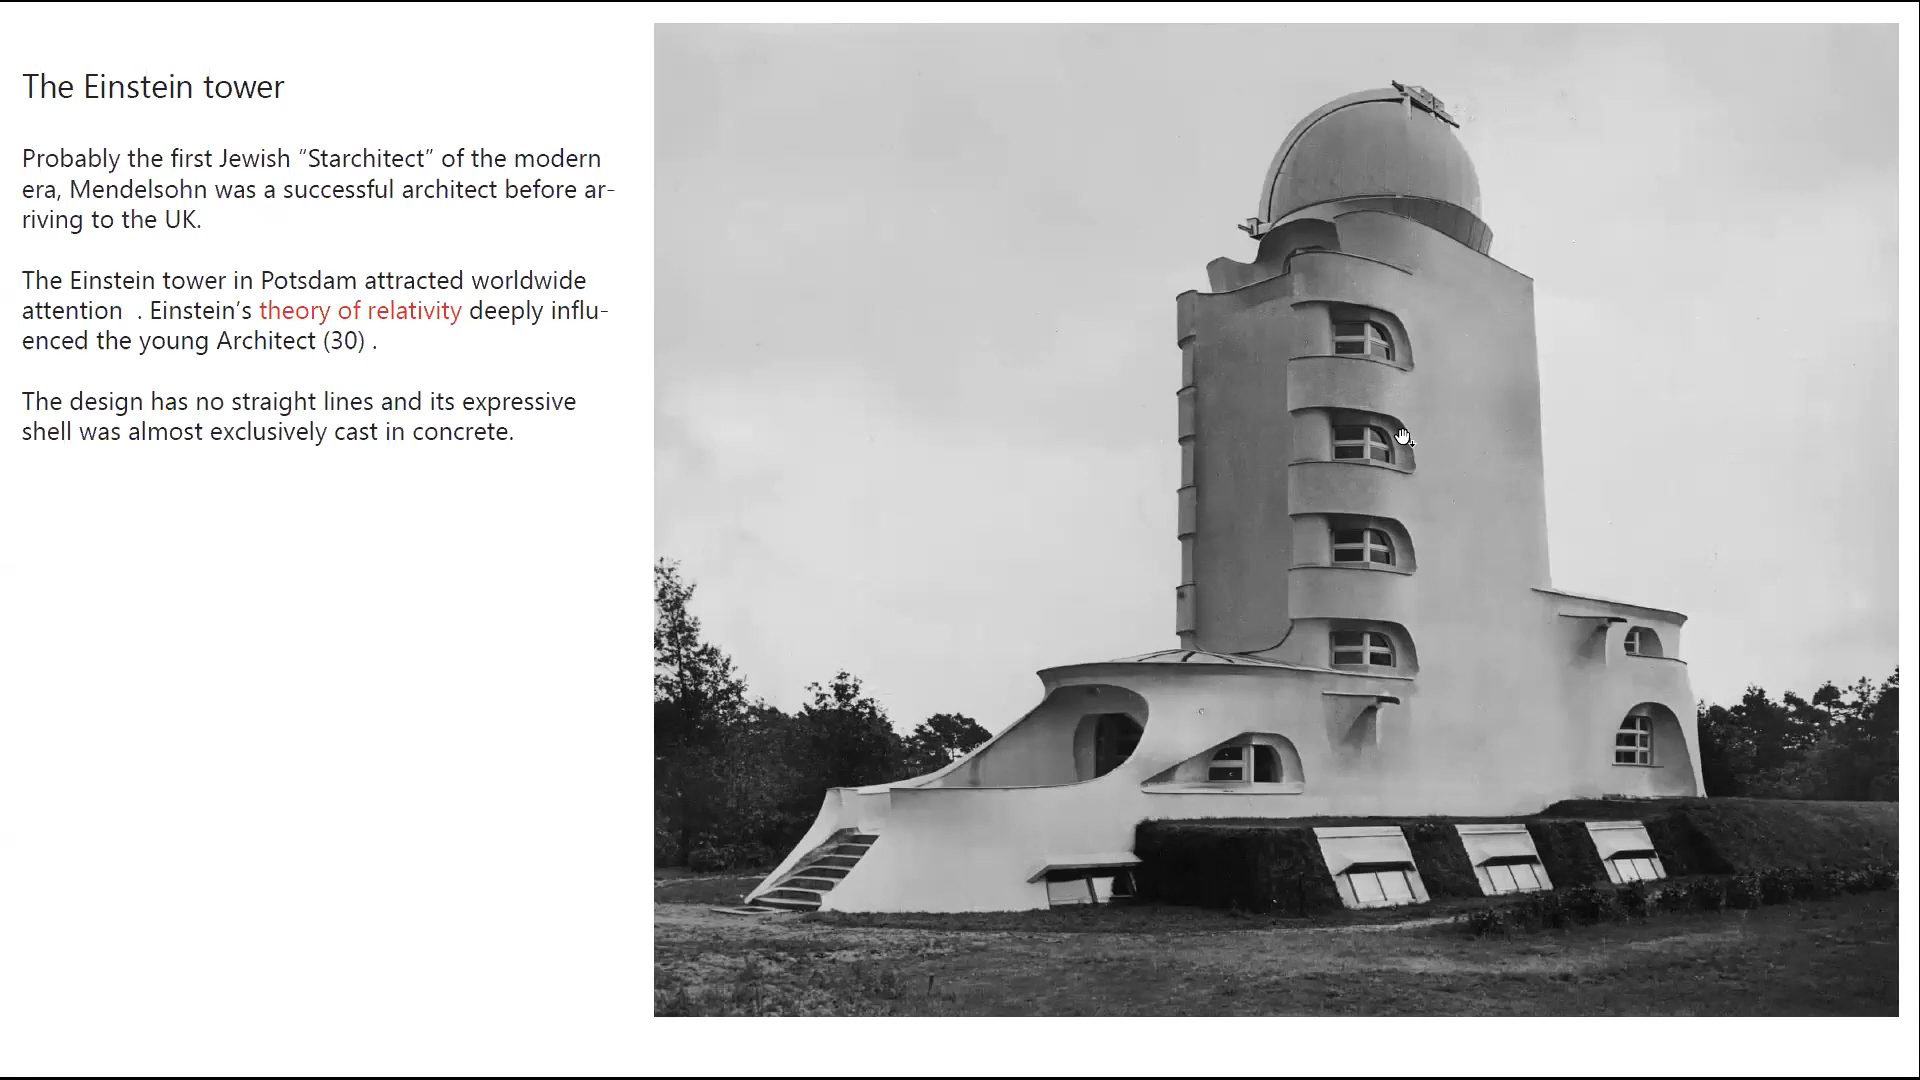 The Einstein tower
Probably the first Jewish “Starchitect” of the modern
era, Mendelsohn was a successful architect before ar-
riving to the UK.
The Einstein tower in Potsdam attracted worldwide
attention  . Einstein’s theory of relativity deeply influ-
enced the young Architect (30) .
The design has no straight lines and its expressive
shell was almost exclusively cast in concrete.